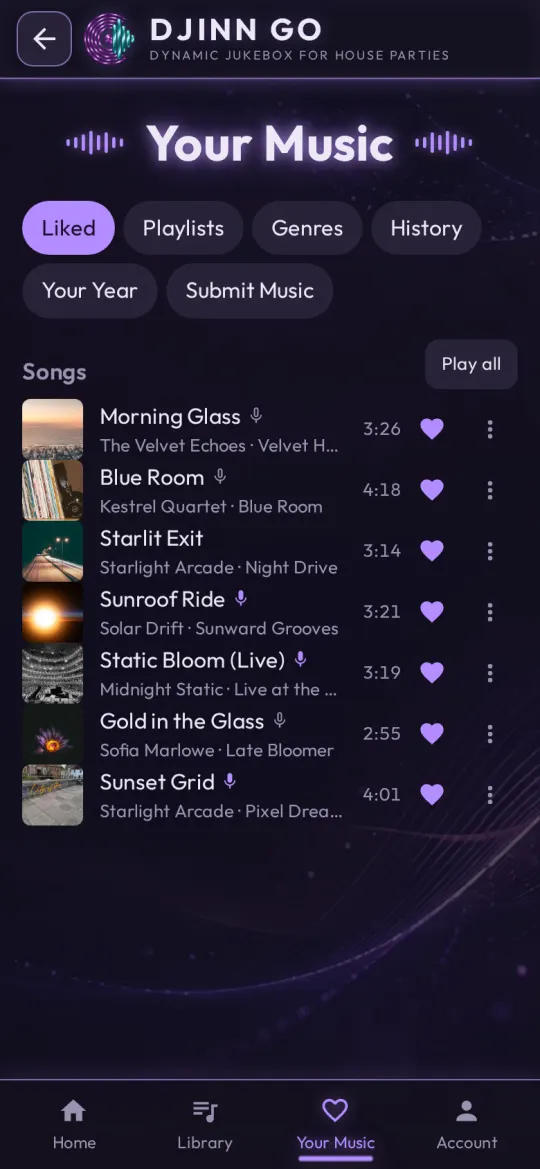 DJINN GO
DYNAMIC JUKEBOX FOR HOUSE PARTIES
Your Music
Liked
Playlists
Genres
History
Your Year
Submit Music
Songs
Play all
Morning Glass
The Velvet Echoes · Velvet H...
3:26
Blue Room
Kestrel Quartet · Blue Room
4:18
Starlit Exit
Starlight Arcade · Night Drive
3:14
Sunroof Ride
Solar Drift · Sunward Grooves
3:21
Static Bloom (Live)
Midnight Static · Live at the ...
3:19
Gold in the Glass
Sofia Marlowe · Late Bloomer
2:55
Sunset Grid
Starlight Arcade · Pixel Drea...
4:01
Home
Library
Your Music
Account